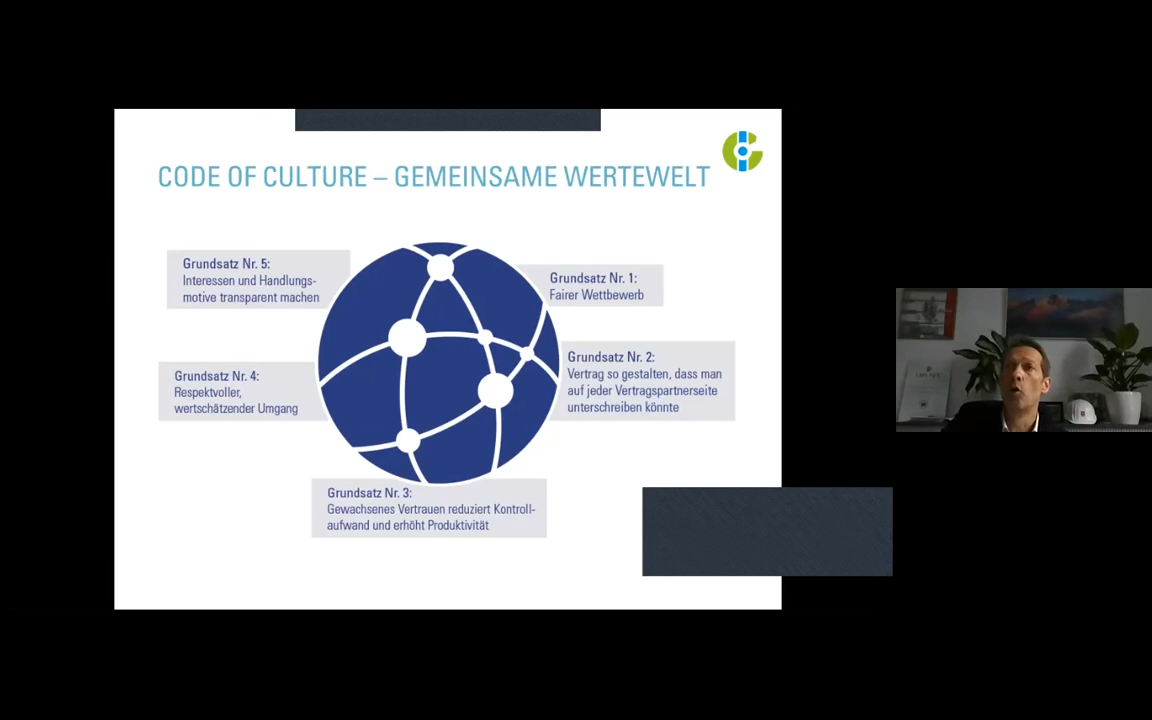 CODE OF CULTURE – GEMEINSAME WERTEWELT
Grundsatz Nr. 5:
Interessen und Handlungs-
motive transparent machen
Grundsatz Nr. 1:
Fairer Wettbewerb
Grundsatz Nr. 2:
Vertrag so gestalten, dass man
auf jeder Vertragspartnerseite
unterschreiben könnte
Grundsatz Nr. 4:
Respektvoller,
wertschätzender Umgang
Grundsatz Nr. 3:
Gewachsenes Vertrauen reduziert Kontroll-
aufwand und erhöht Produktivität